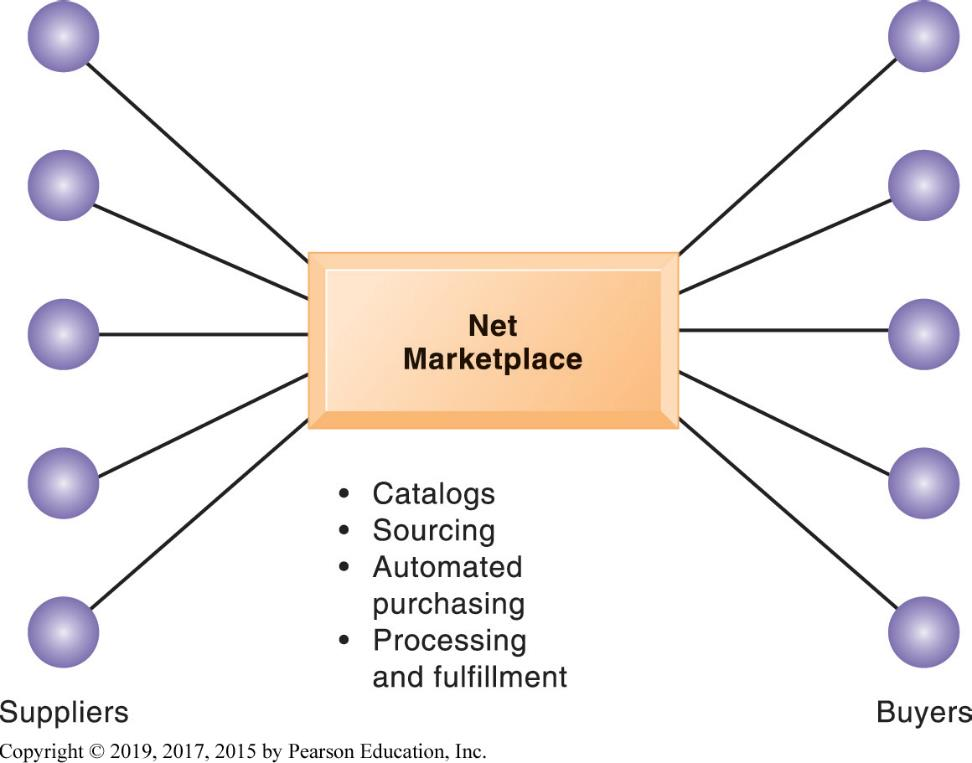 Net
Marketplace
• Catalogs
• Sourcing
• Automated
purchasing
• Processing
and fulfillment
Suppliers
Buyers
Copyright © 2019, 2017, 2015 by Pearson Education, Inc.